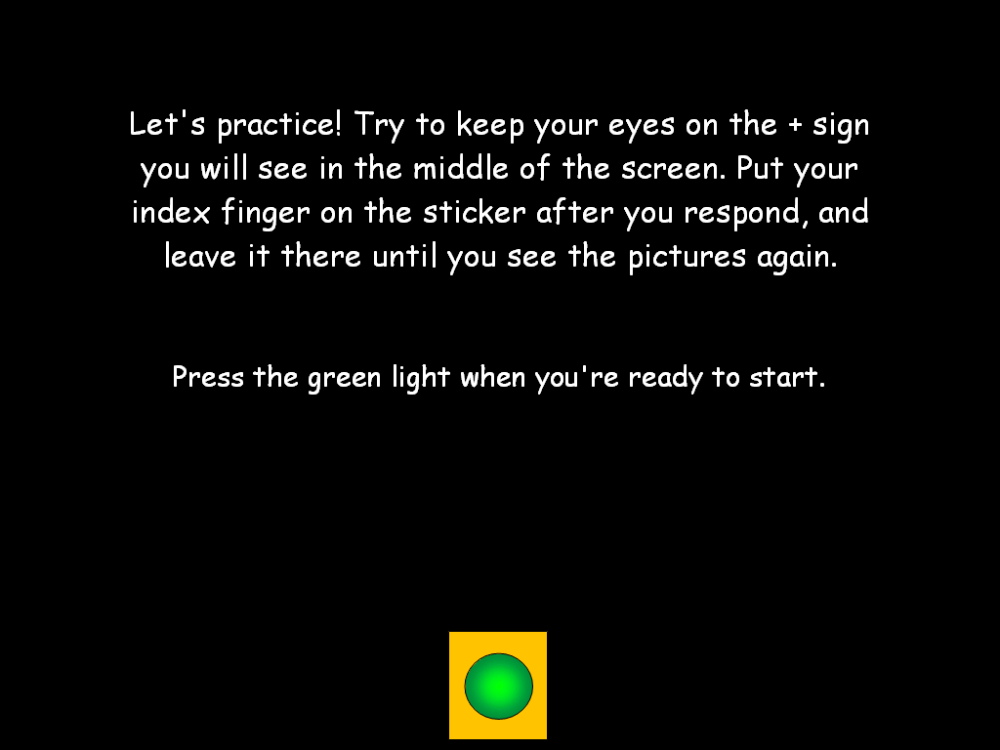 Let's practice! Try to keep your eyes on the + sign
you will see in the middle of the screen. Put your
index finger on the sticker after you respond, and
leave it there until you see the pictures again.
Press the green light when you're ready to start.